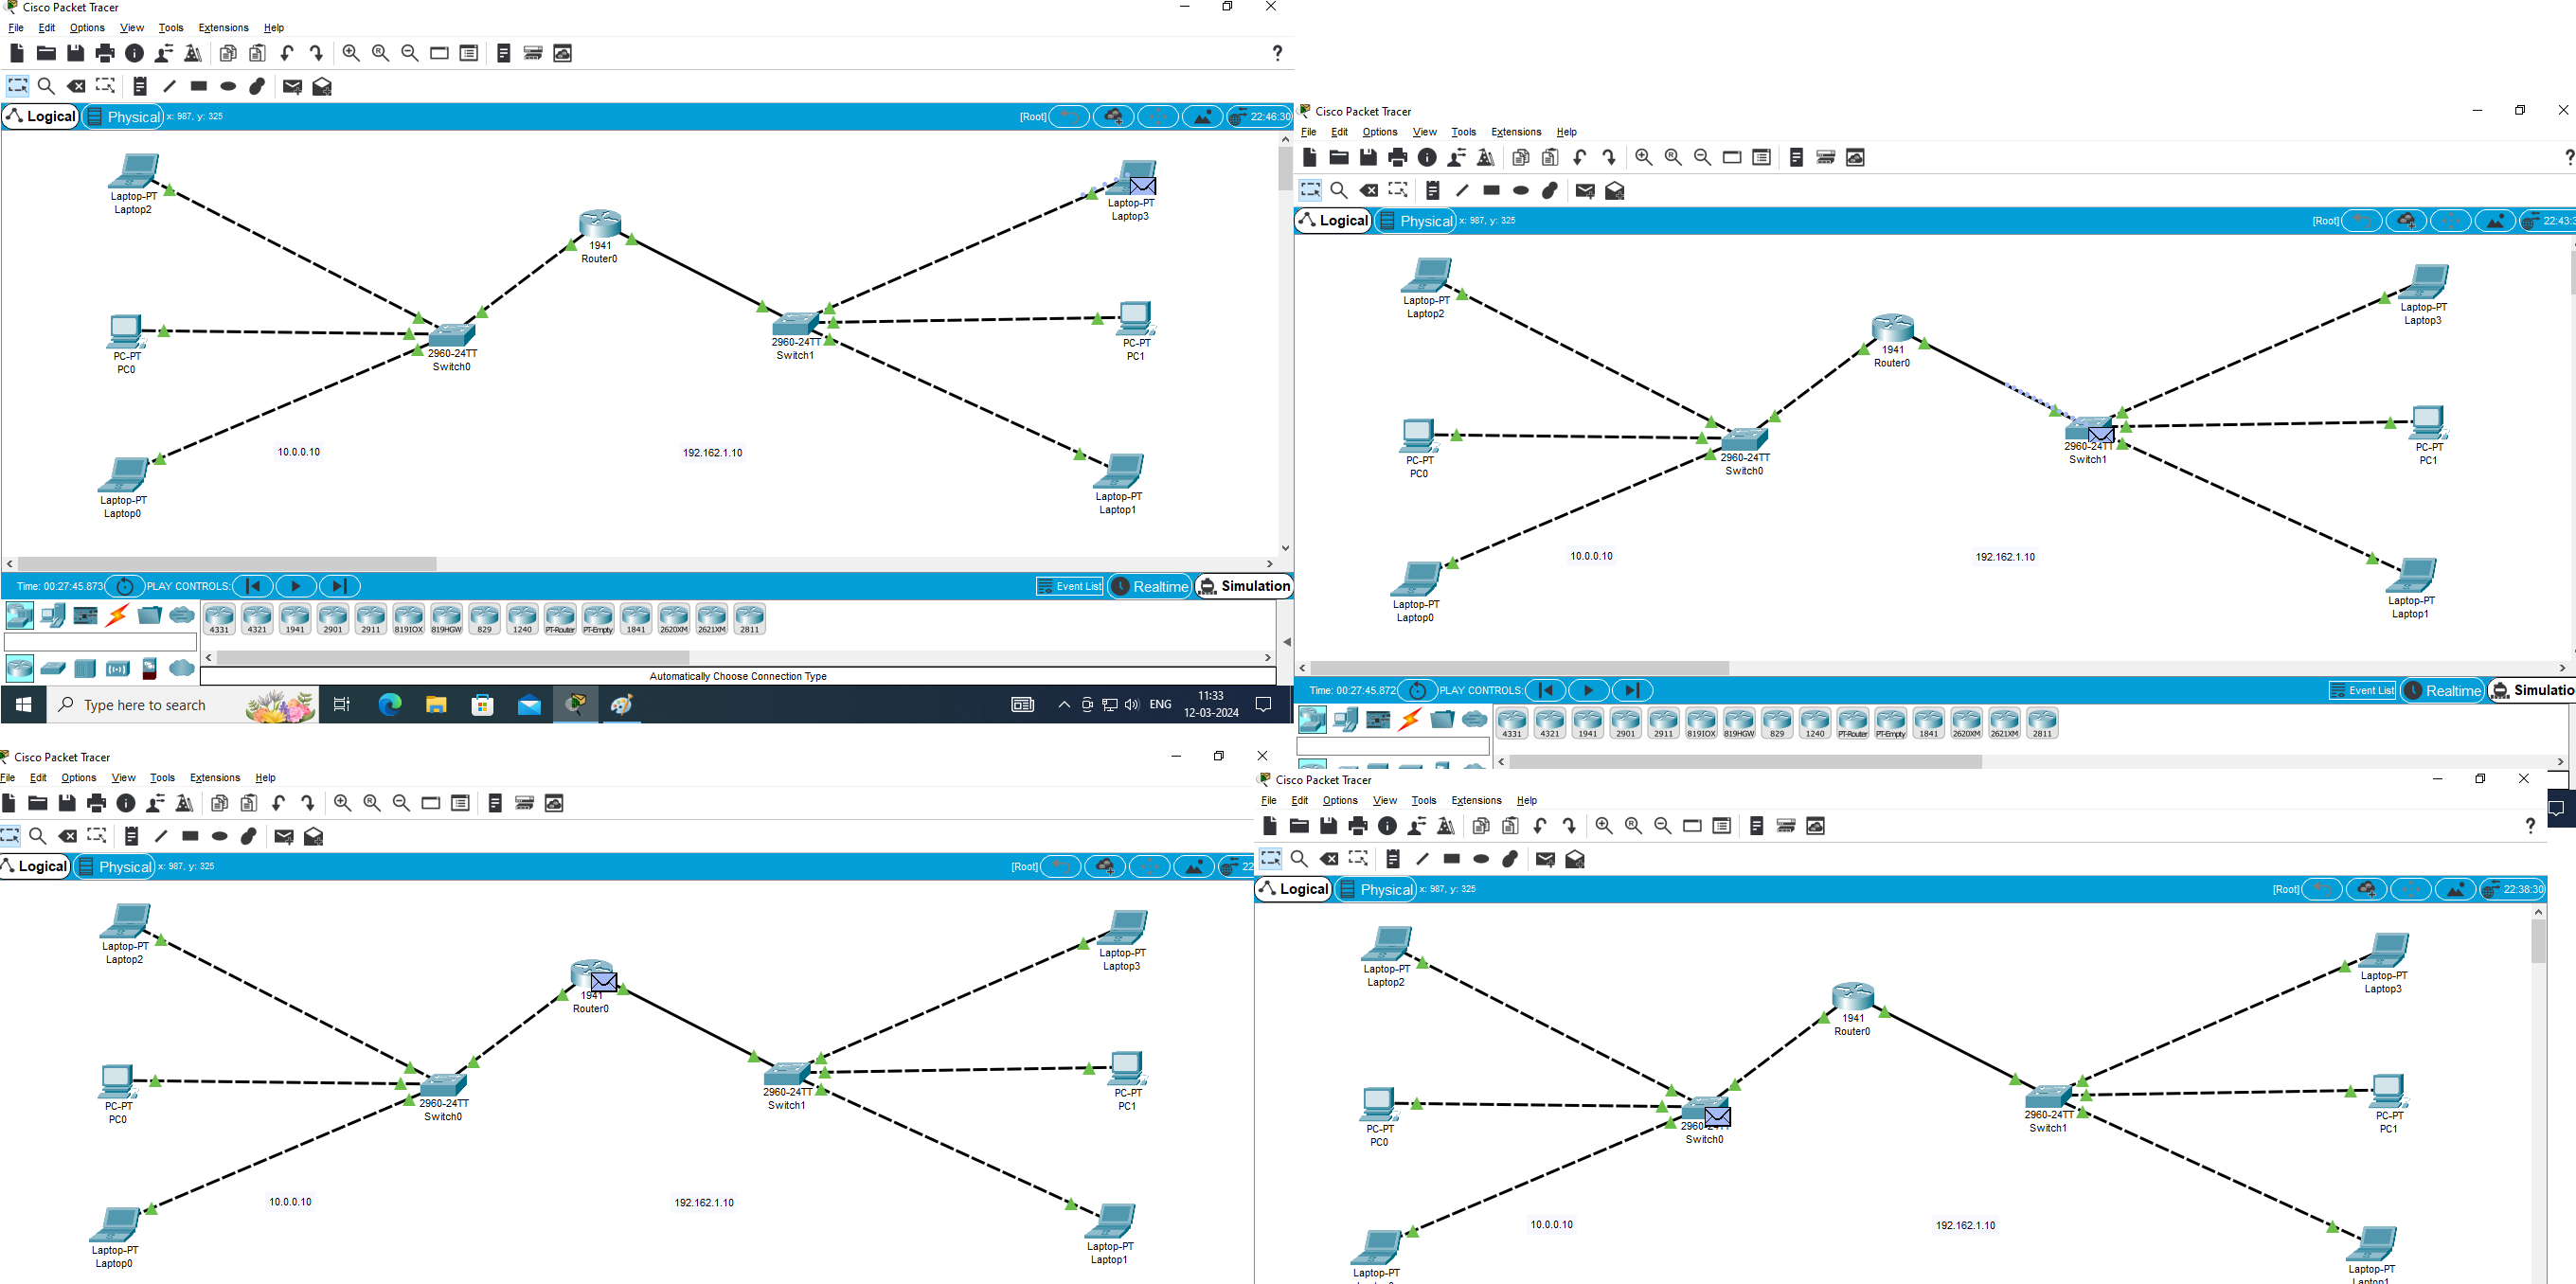 Cisco Packet Tracer
File Edit Options View Tools Extensions Help
Logical Physical x: 987, y: 325 [Root] 22:46:30
Laptop-PT
Laptop2
Laptop-PT
Laptop3
1941
Router0
PC-PT
PC0
2960-24TT
Switch0
2960-24TT
Switch1
PC-PT
PC1
10.0.0.10
192.162.1.10
Laptop-PT
Laptop0
Laptop-PT
Laptop1
Time: 00:27:45.873 PLAY CONTROLS: Event List Realtime Simulation
4331 4321 1941 2901 2911 819IOX 819HGW 829 1240 PT-Router PT-Empty 1841 2620XM 2621XM 2811
Automatically Choose Connection Type
Type here to search
ENG
11:33
12-03-2024
Cisco Packet Tracer
File Edit Options View Tools Extensions Help
Logical Physical x: 987, y: 325 [Root] 22:43:3
Laptop-PT
Laptop2
Laptop-PT
Laptop3
1941
Router0
PC-PT
PC0
2960-24TT
Switch0
2960-24TT
Switch1
PC-PT
PC1
10.0.0.10
192.162.1.10
Laptop-PT
Laptop0
Laptop-PT
Laptop1
Time: 00:27:45.872 PLAY CONTROLS: Event List Realtime Simulatio
4331 4321 1941 2901 2911 819IOX 819HGW 829 1240 PT-Router PT-Empty 1841 2620XM 2621XM 2811
Cisco Packet Tracer
File Edit Options View Tools Extensions Help
Logical Physical x: 987, y: 325 [Root] 22
Laptop-PT
Laptop2
Laptop-PT
Laptop3
1941
Router0
PC-PT
PC0
2960-24TT
Switch0
2960-24TT
Switch1
PC-PT
PC1
10.0.0.10
192.162.1.10
Laptop-PT
Laptop0
Laptop-PT
Laptop1
Cisco Packet Tracer
File Edit Options View Tools Extensions Help
Logical Physical x: 987, y: 325 [Root] 22:38:30
Laptop-PT
Laptop2
Laptop-PT
Laptop3
1941
Router0
PC-PT
PC0
2960-24TT
Switch0
2960-24TT
Switch1
PC-PT
PC1
10.0.0.10
192.162.1.10
Laptop-PT
Laptop-PT